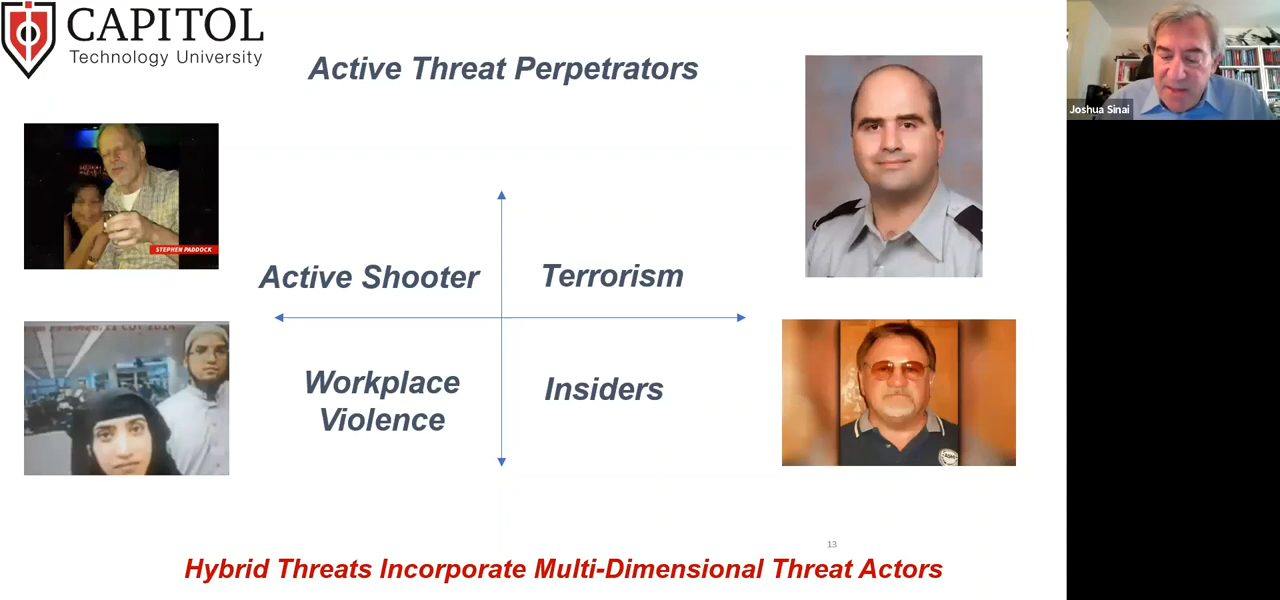 CAPITOL
Technology University
Active Threat Perpetrators
Joshua Sinai
STEPHEN PADDOCK
Active Shooter
Terrorism
Workplace
Violence
Insiders
13
Hybrid Threats Incorporate Multi-Dimensional Threat Actors